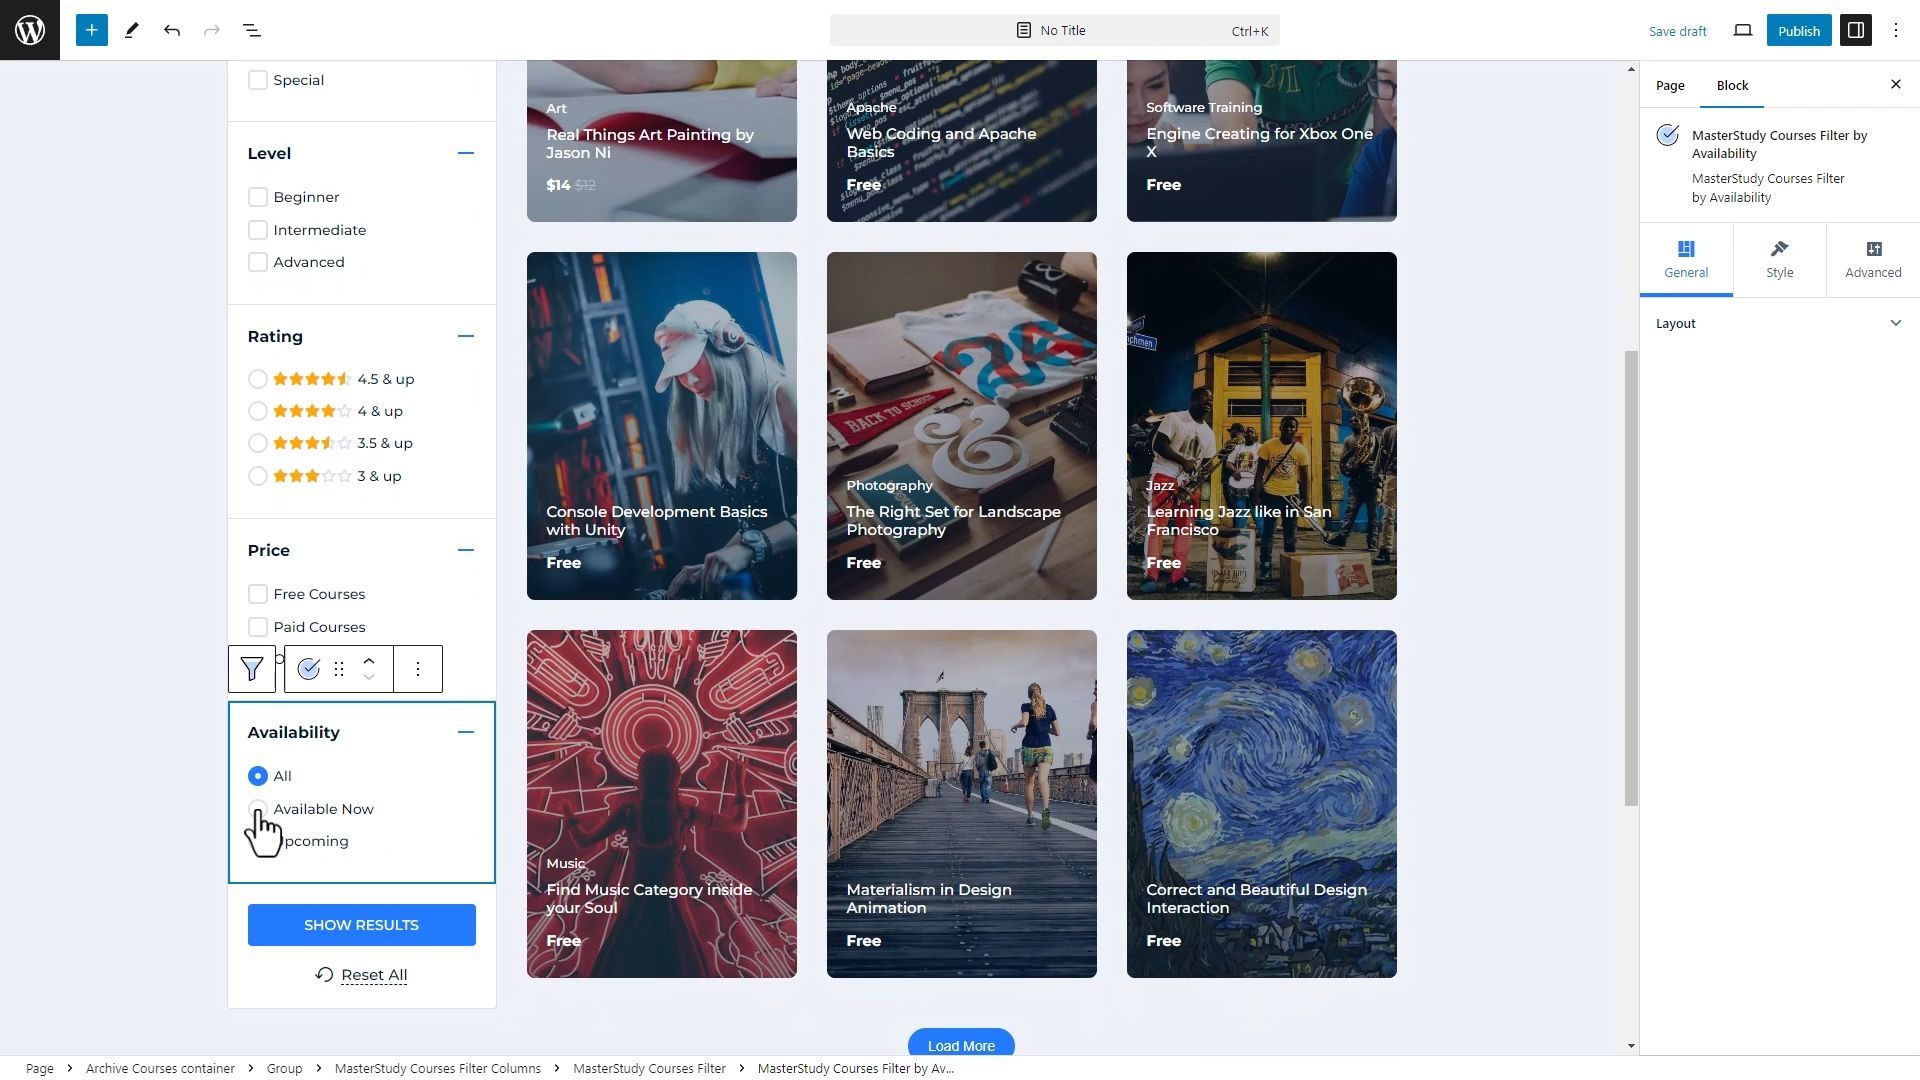 No Title
Ctrl+K
Save draft
Publish
Special
Level
Beginner
Intermediate
Advanced
Rating
4.5 & up
4 & up
3.5 & up
3 & up
Price
Free Courses
Paid Courses
Availability
All
Available Now
pcoming
SHOW RESULTS
Reset All
Art
Real Things Art Painting by
Jason Ni
$14 $12
Apache
Web Coding and Apache
Basics
Free
Software Training
Engine Creating for Xbox One
X
Free
Console Development Basics
with Unity
Free
BACK TO SCHOOL
&
Photography
The Right Set for Landscape
Photography
Free
chmen
Jazz
Learning Jazz like in San
Francisco
Free
Music
Find Music Category inside
your Soul
Free
Materialism in Design
Animation
Free
Correct and Beautiful Design
Interaction
Free
Load More
Page
Block
MasterStudy Courses Filter by
Availability
MasterStudy Courses Filter
by Availability
General
Style
Advanced
Layout
Page > Archive Courses container > Group > MasterStudy Courses Filter Columns > MasterStudy Courses Filter > MasterStudy Courses Filter by Av...